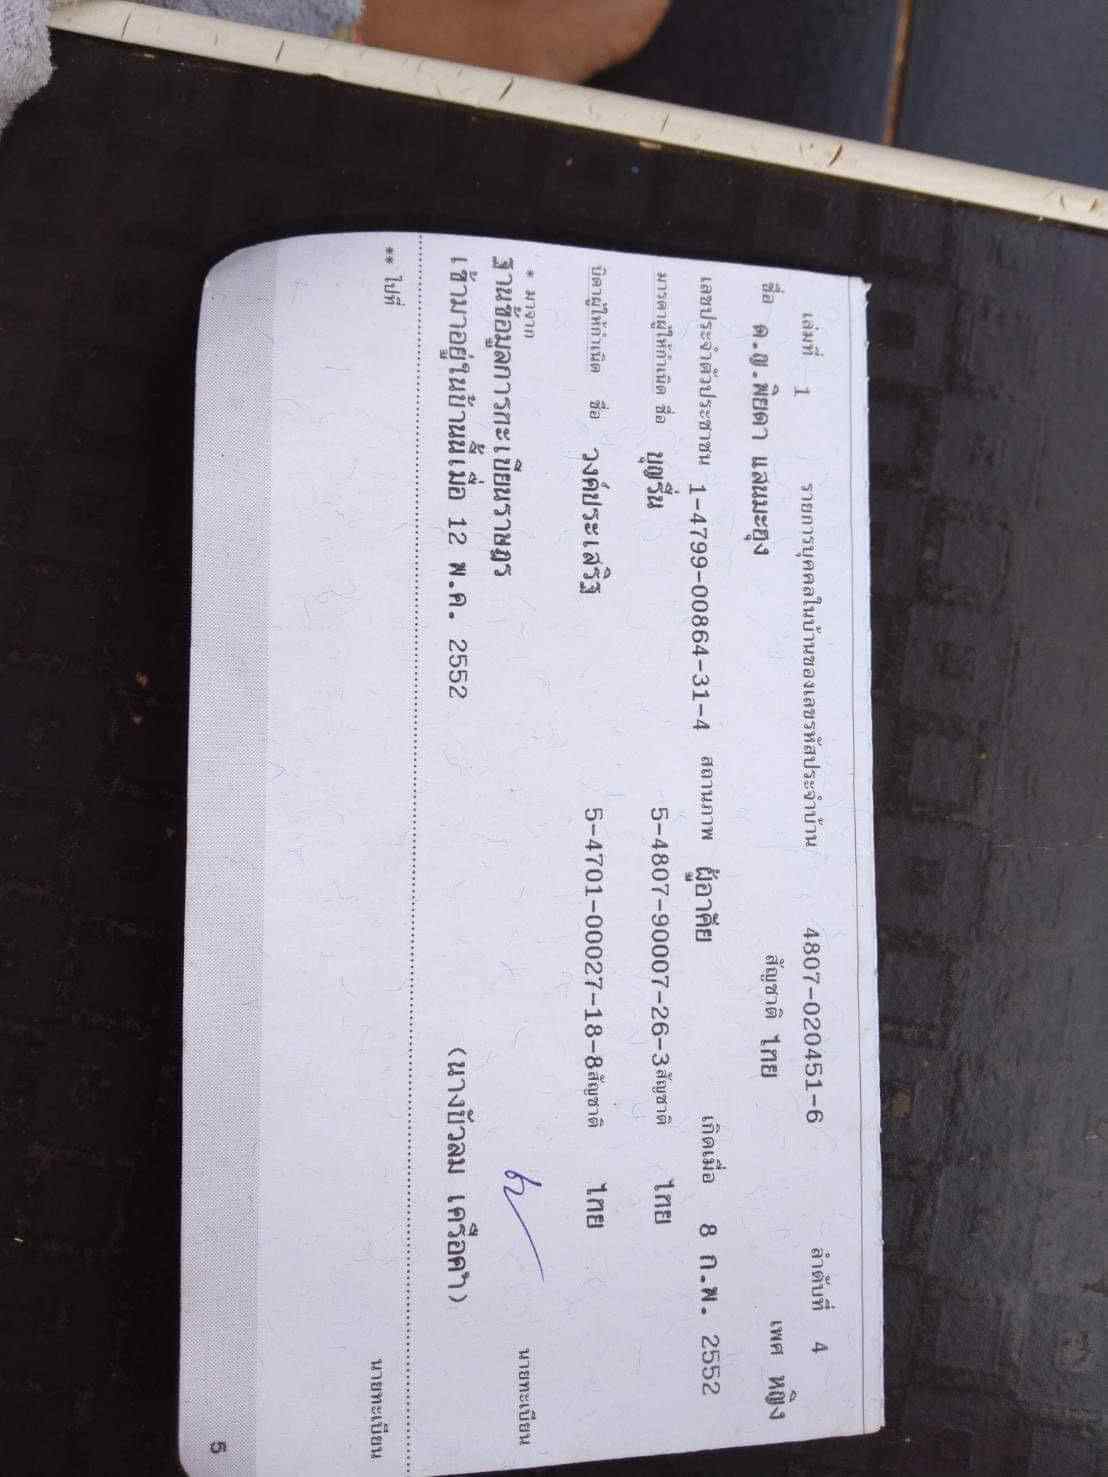 เล่มที่ 1 รายการบุคคลในบ้านของเลขรหัสประจำบ้าน 4807-020451-6 ลำดับที่ 4
ชื่อ ด.ญ.พิยดา แสนมะฮุง สัญชาติ ไทย เพศ หญิง
เลขประจำตัวประชาชน 1-4799-00864-31-4 สถานภาพ ผู้อาศัย เกิดเมื่อ 8 ก.พ. 2552
มารดาผู้ให้กำเนิด ชื่อ บุญรื่น 5-4807-90007-26-3 สัญชาติ ไทย
บิดาผู้ให้กำเนิด ชื่อ วงค์ประเสริฐ 5-4701-00027-18-8 สัญชาติ ไทย
* มาจาก
ฐานข้อมูลการทะเบียนราษฎร นายทะเบียน
เข้ามาอยู่ในบ้านนี้เมื่อ 12 พ.ค. 2552 (นางบัวลม เครือคำ)
** ไปที่
นายทะเบียน
5